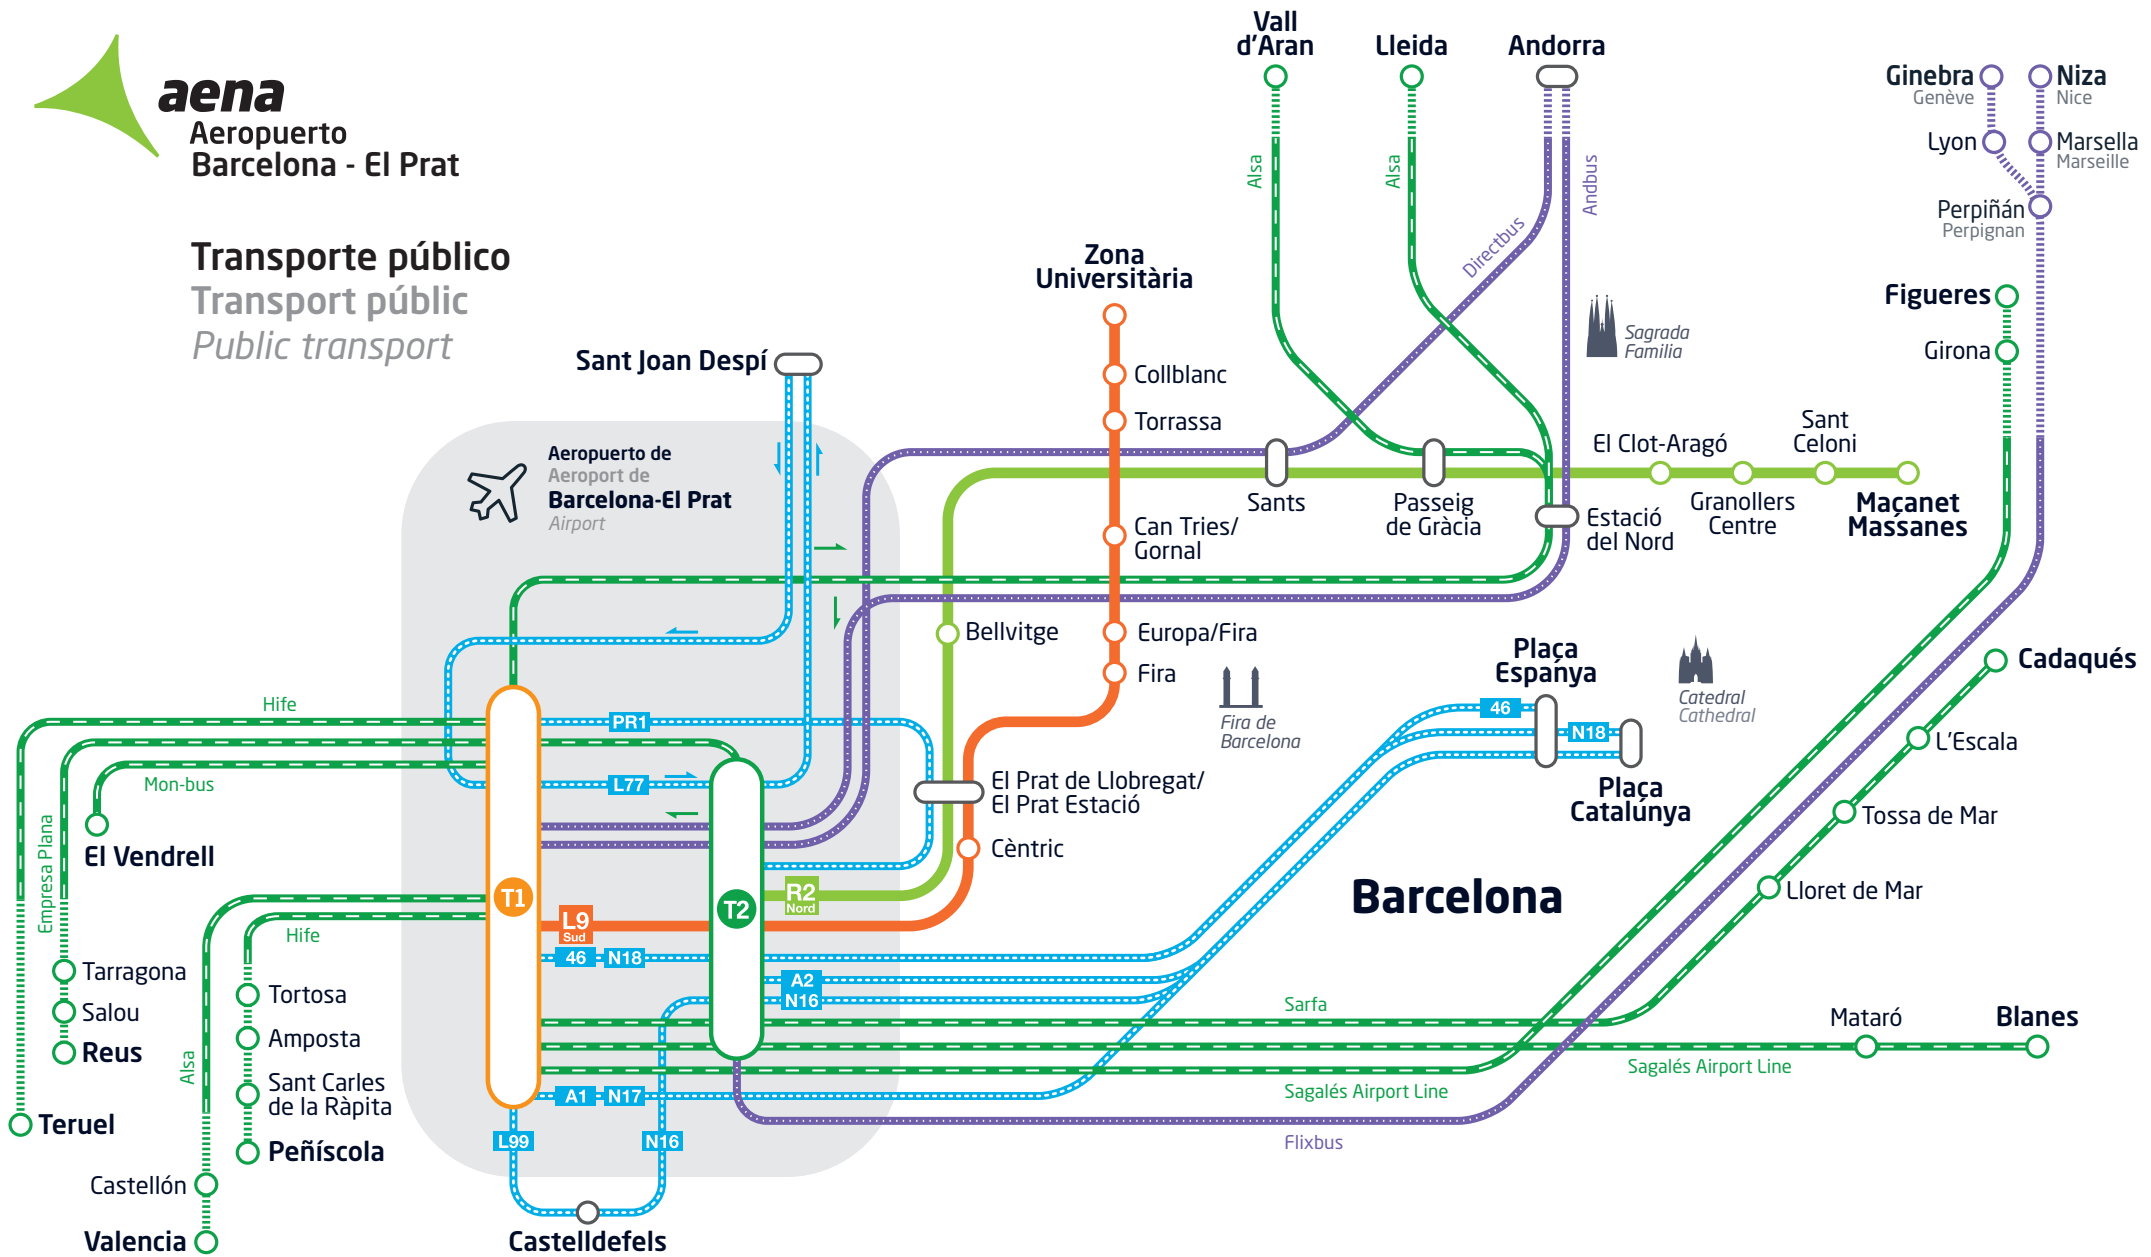 aena
Aeropuerto
Barcelona - El Prat
Transporte público
Transport públic
Public transport
Vall
d'Aran
Lleida
Andorra
Ginebra
Genève
Niza
Nice
Lyon
Marsella
Marseille
Perpiñán
Perpignan
Alsa
Alsa
Andbus
Directbus
Zona
Universitària
Figueres
Girona
Sagrada
Familia
Sant Joan Despí
Collblanc
Torrassa
Aeropuerto de
Aeroport de
Barcelona-El Prat
Airport
El Clot-Aragó
Sant
Celoni
Sants
Passeig
de Gràcia
Estació
del Nord
Granollers
Centre
Maçanet
Massanes
Can Tries/
Gornal
Bellvitge
Europa/Fira
Fira
Fira de
Barcelona
Plaça
Espanya
Catedral
Cathedral
Cadaqués
46
N18
Plaça
Catalunya
L'Escala
Tossa de Mar
Lloret de Mar
Hife
PR1
Mon-bus
L77
El Prat de Llobregat/
El Prat Estació
Cèntric
El Vendrell
Empresa Plana
T1
T2
R2
Nord
L9
Sud
Barcelona
Hife
46
N18
A2
N16
Tarragona
Salou
Reus
Tortosa
Amposta
Sant Carles
de la Ràpita
Peñíscola
Alsa
Teruel
Castellón
Valencia
Sarfa
Mataró
Blanes
Sagalés Airport Line
Sagalés Airport Line
A1
N17
L99
N16
Flixbus
Castelldefels